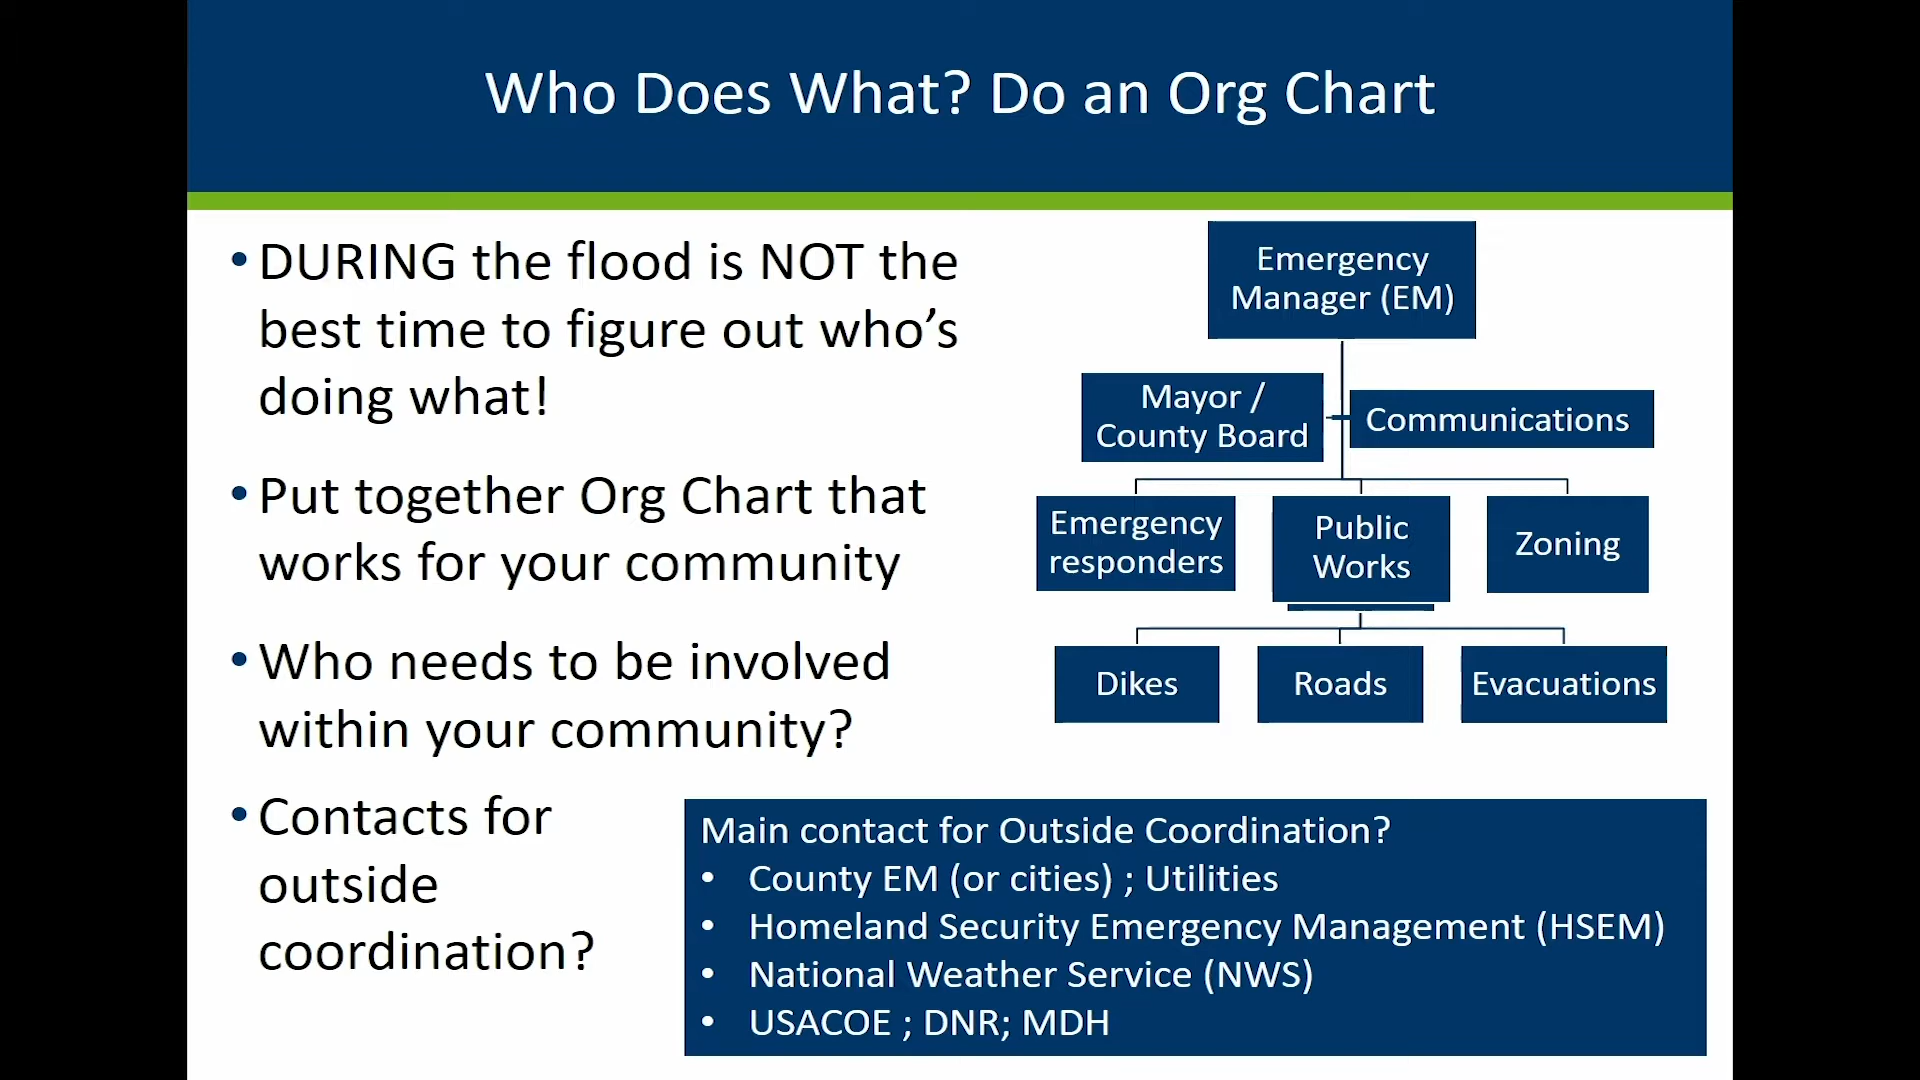 Who Does What? Do an Org Chart
• DURING the flood is NOT the
best time to figure out who’s
doing what!
• Put together Org Chart that
works for your community
• Who needs to be involved
within your community?
• Contacts for
outside
coordination?
Emergency
Manager (EM)
Mayor /
County Board
Communications
Emergency
responders
Public
Works
Zoning
Dikes
Roads
Evacuations
Main contact for Outside Coordination?
• County EM (or cities) ; Utilities
• Homeland Security Emergency Management (HSEM)
• National Weather Service (NWS)
• USACOE ; DNR; MDH